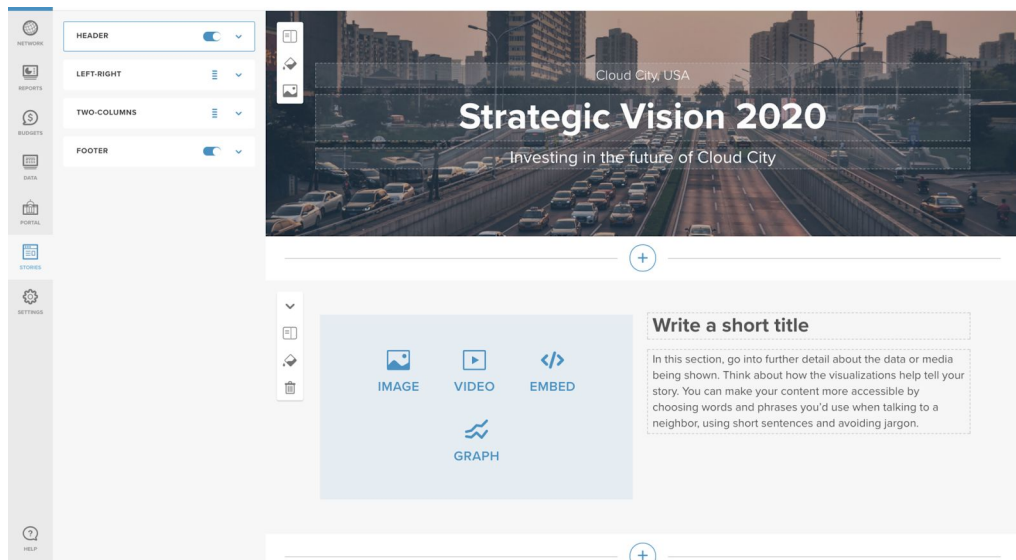 NETWORK
REPORTS
BUDGETS
DATA
PORTAL
STORIES
SETTINGS
HELP
HEADER
LEFT-RIGHT
TWO-COLUMNS
FOOTER
Cloud City, USA
Strategic Vision 2020
Investing in the future of Cloud City
IMAGE
VIDEO
EMBED
GRAPH
Write a short title
In this section, go into further detail about the data or media
being shown. Think about how the visualizations help tell your
story. You can make your content more accessible by
choosing words and phrases you'd use when talking to a
neighbor, using short sentences and avoiding jargon.